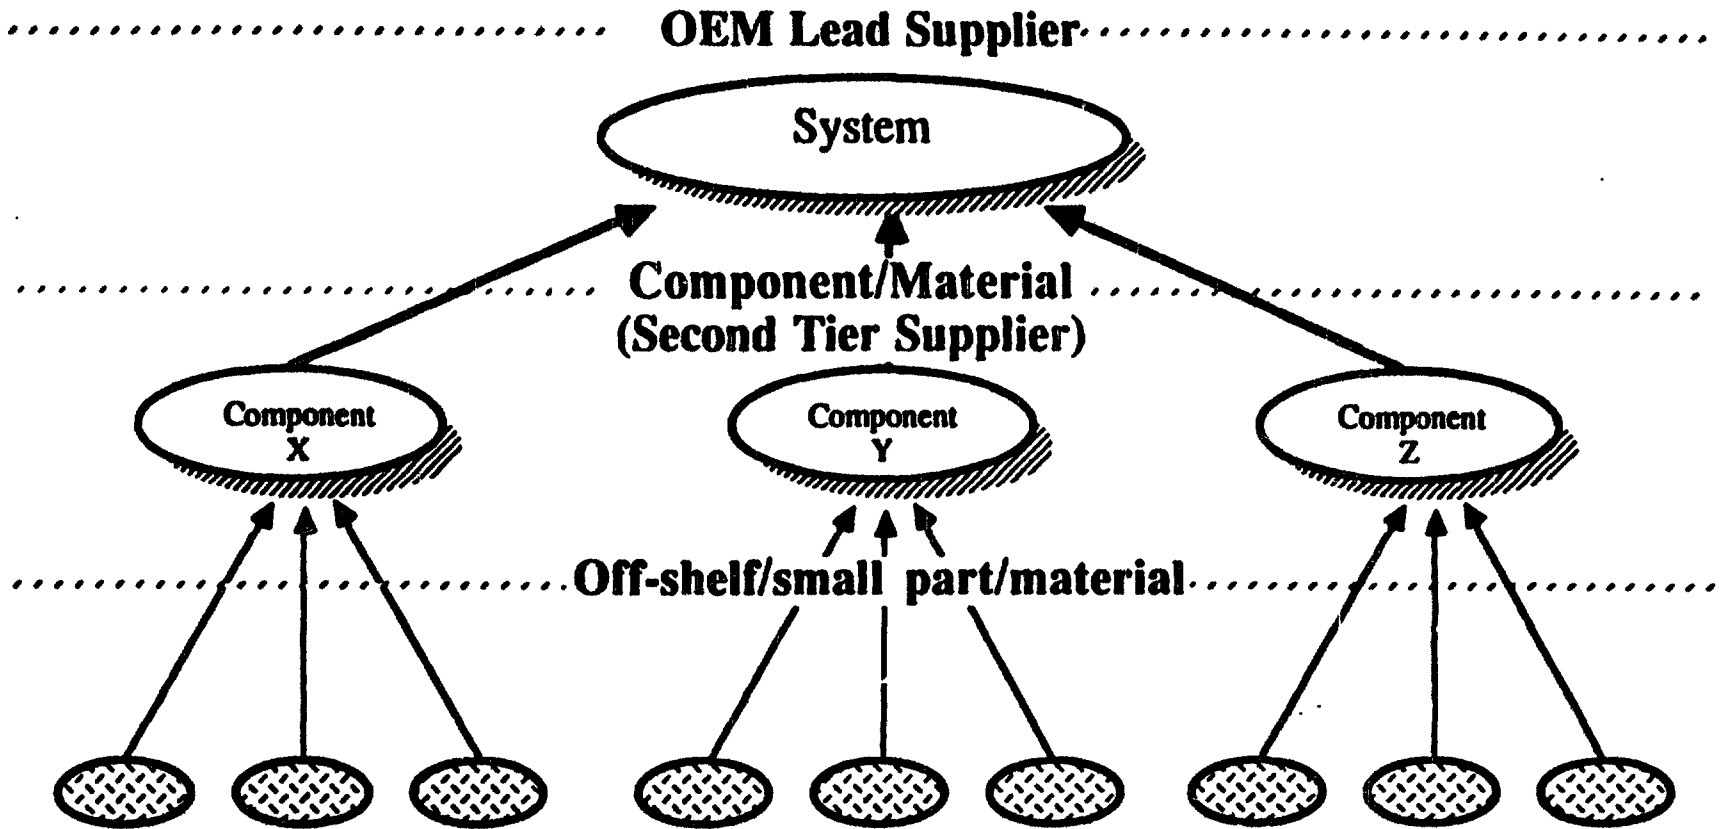 OEM Lead Supplier
System
Component/Material
(Second Tier Supplier)
Component
X
Component
Y
Component
Z
Off-shelf/small part/material